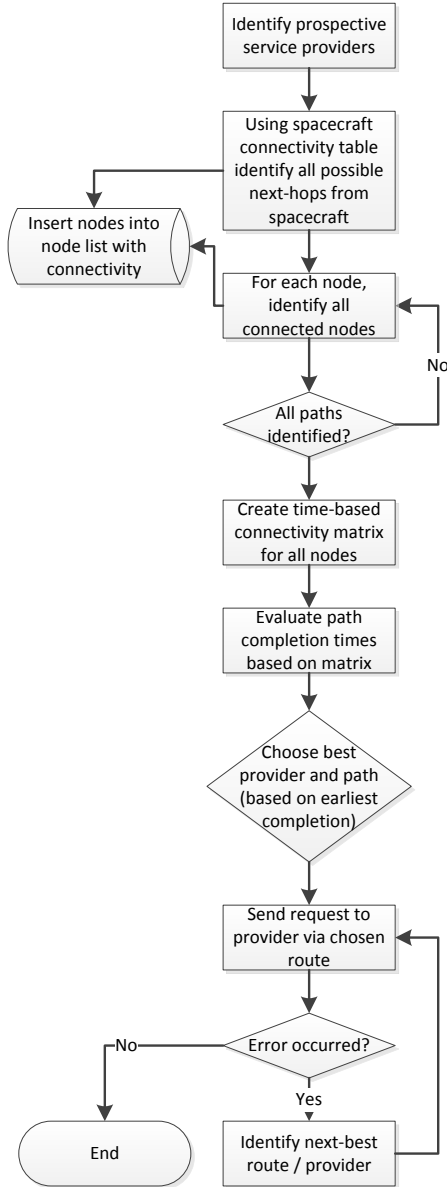 Identify prospective
service providers
Using spacecraft
connectivity table
identify all possible
next-hops from
spacecraft
Insert nodes into
node list with
connectivity
For each node,
identify all
connected nodes
No
All paths
identified?
Create time-based
connectivity matrix
for all nodes
Evaluate path
completion times
based on matrix
Choose best
provider and path
(based on earliest
completion)
Send request to
provider via chosen
route
No
Error occurred?
Yes
End
Identify next-best
route / provider